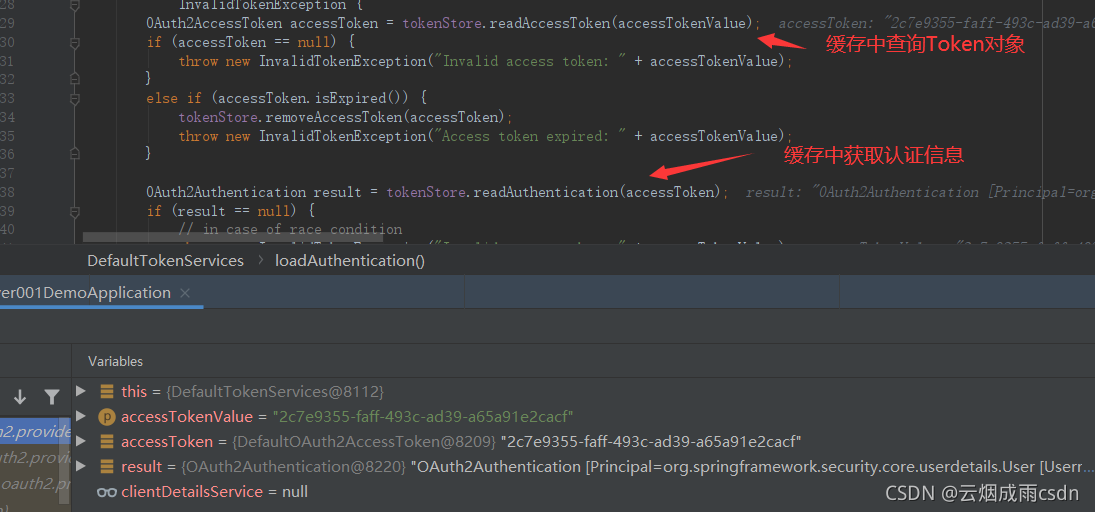 28 InvalidTokenException {
29 OAuth2AccessToken accessToken = tokenStore.readAccessToken(accessTokenValue); accessToken: "2c7e9355-faff-493c-ad39-a6
缓存中查询Token对象
30 if (accessToken == null) {
31 throw new InvalidTokenException("Invalid access token: " + accessTokenValue);
32 }
33 else if (accessToken.isExpired()) {
34 tokenStore.removeAccessToken(accessToken);
35 throw new InvalidTokenException("Access token expired: " + accessTokenValue);
36 }
缓存中获取认证信息
37
38 OAuth2Authentication result = tokenStore.readAuthentication(accessToken); result: "OAuth2Authentication [Principal=org
39 if (result == null) {
40 // in case of race condition
DefaultTokenServices › loadAuthentication()
er001DemoApplication ×
Variables
this = {DefaultTokenServices@8112}
p accessTokenValue = "2c7e9355-faff-493c-ad39-a65a91e2cacf"
h2.provide
accessToken = {DefaultOAuth2AccessToken@8209} "2c7e9355-faff-493c-ad39-a65a91e2cacf"
uth2.provi
result = {OAuth2Authentication@8220} "OAuth2Authentication [Principal=org.springframework.security.core.userdetails.User [Usern...
.oauth2.pr
clientDetailsService = null
CSDN @云烟成雨csdn